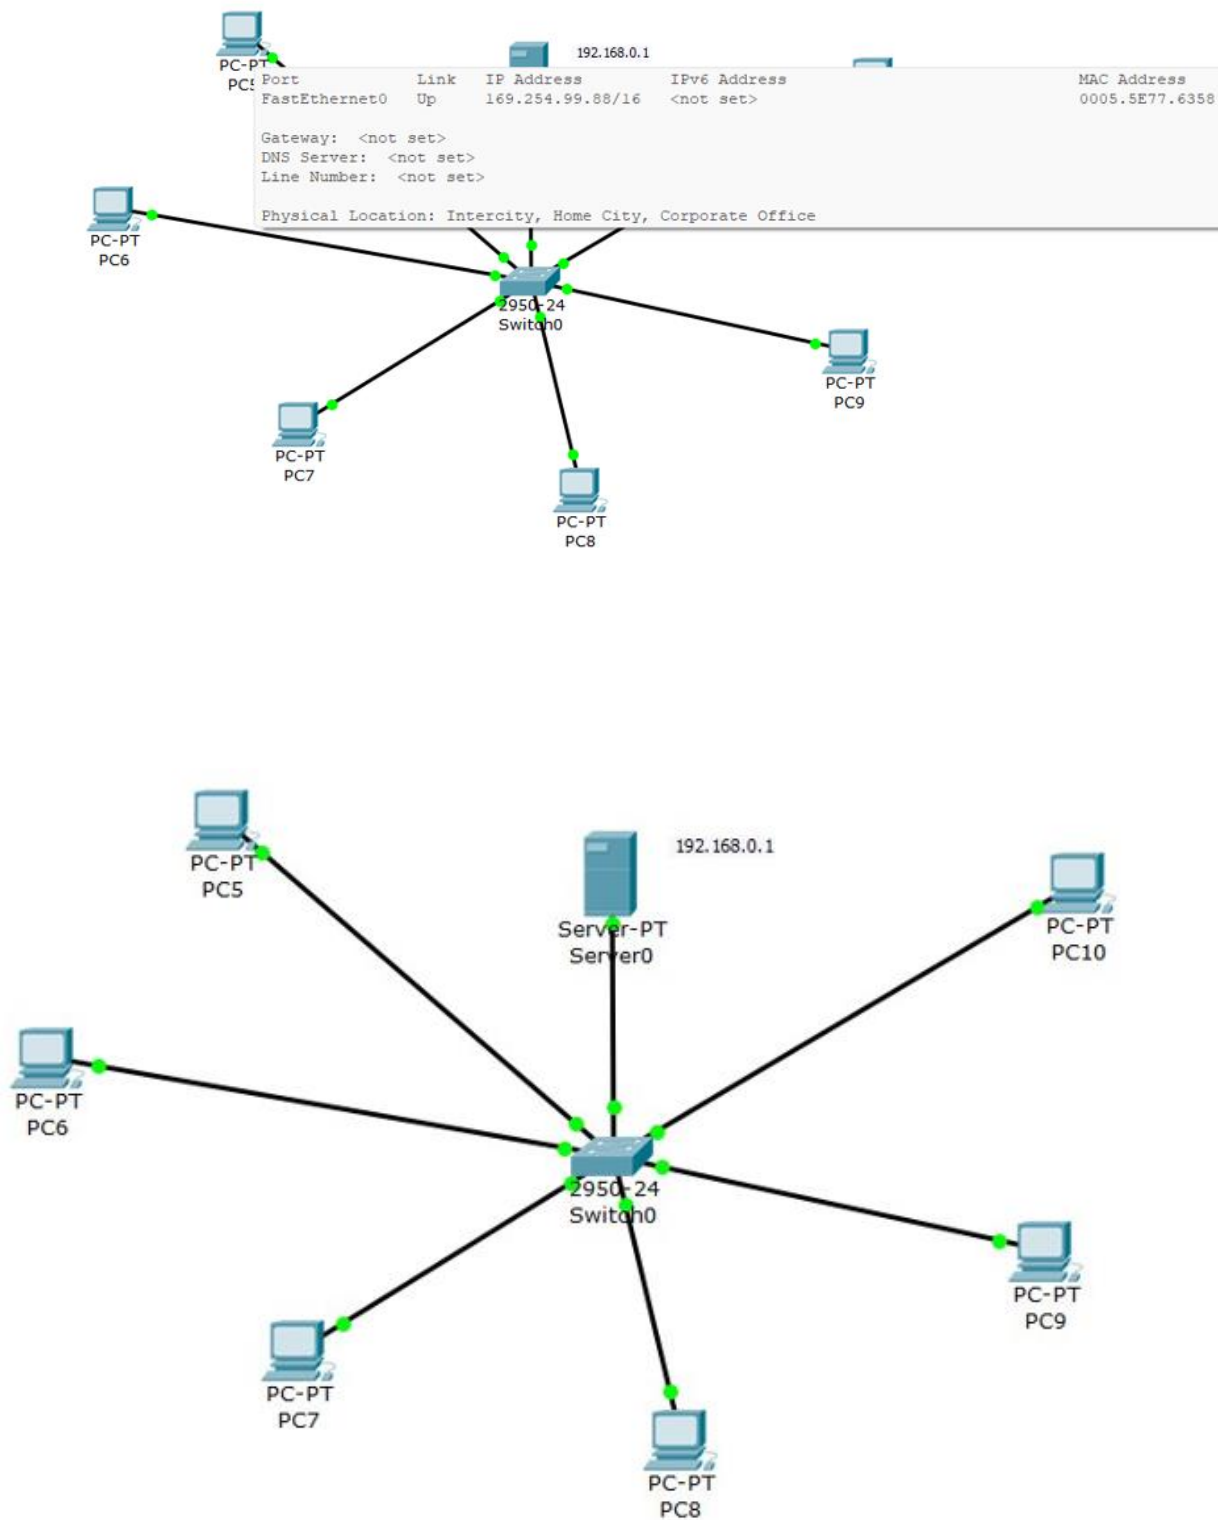 192.168.0.1
PC-PT
Port Link IP Address IPv6 Address MAC Address
PC5
FastEthernet0 Up 169.254.99.88/16 <not set> 0005.5E77.6358
Gateway: <not set>
DNS Server: <not set>
Line Number: <not set>
Physical Location: Intercity, Home City, Corporate Office
PC-PT
PC6
2950-24
Switch0
PC-PT
PC9
PC-PT
PC7
PC-PT
PC8
192.168.0.1
PC-PT
PC5
Server-PT
Server0
PC-PT
PC10
PC-PT
PC6
2950-24
Switch0
PC-PT
PC9
PC-PT
PC7
PC-PT
PC8